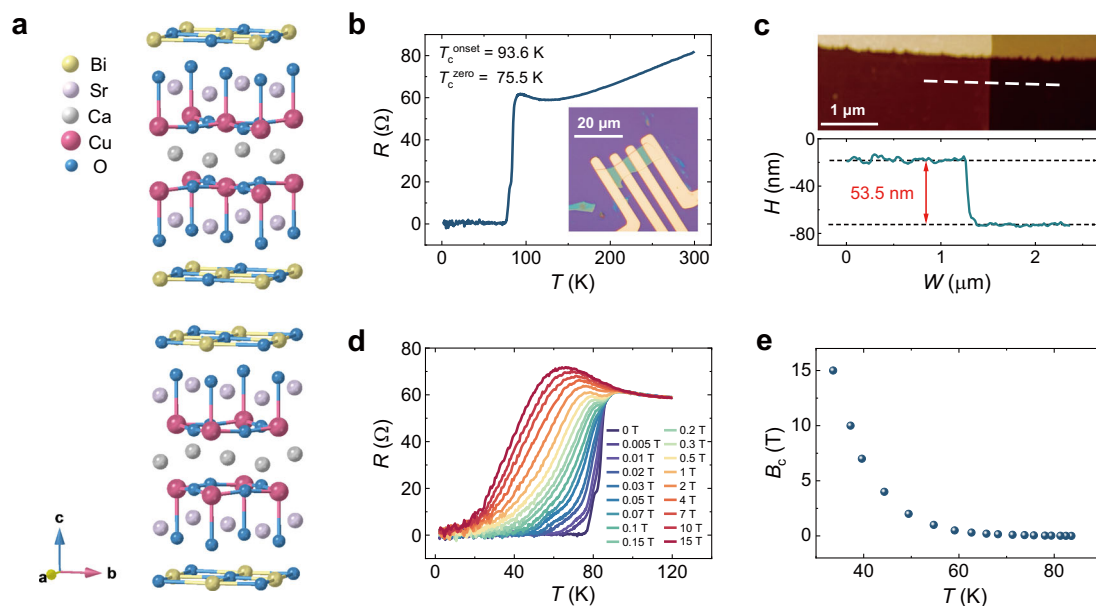 a
Bi
Sr
Ca
Cu
O
c
a
b
b
80
60
40
20
0
R (Ω)
T_c^onset = 93.6 K
T_c^zero = 75.5 K
20 μm
0
100
200
300
T (K)
c
1 μm
0
-40
-80
H (nm)
53.5 nm
0
1
2
W (μm)
d
80
60
40
20
0
R (Ω)
0 T
0.005 T
0.01 T
0.02 T
0.03 T
0.05 T
0.07 T
0.1 T
0.15 T
0.2 T
0.3 T
0.5 T
1 T
2 T
4 T
7 T
10 T
15 T
0
40
80
120
T (K)
e
15
10
5
0
B_c (T)
40
60
80
T (K)